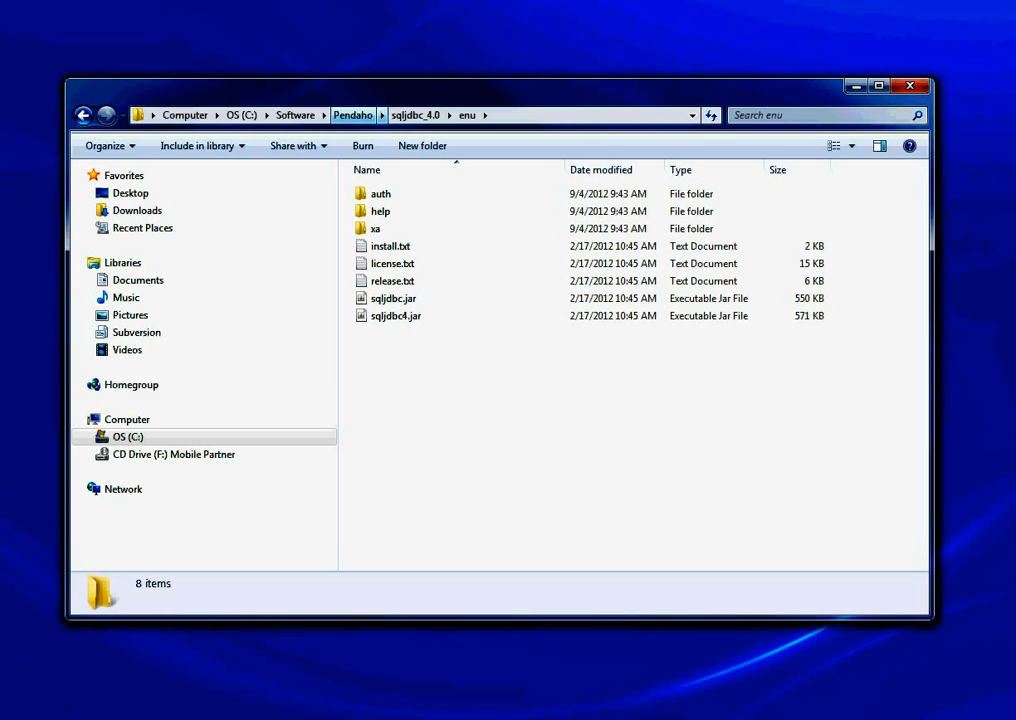 Computer OS (C:) Software Pendaho sqljdbc_4.0 enu Search enu
Organize Include in library Share with Burn New folder
Name Date modified Type Size
Favorites
Desktop
Downloads
Recent Places
Libraries
Documents
Music
Pictures
Subversion
Videos
Homegroup
Computer
OS (C:)
CD Drive (F:) Mobile Partner
Network
auth 9/4/2012 9:43 AM File folder
help 9/4/2012 9:43 AM File folder
xa 9/4/2012 9:43 AM File folder
install.txt 2/17/2012 10:45 AM Text Document 2 KB
license.txt 2/17/2012 10:45 AM Text Document 15 KB
release.txt 2/17/2012 10:45 AM Text Document 6 KB
sqljdbc.jar 2/17/2012 10:45 AM Executable Jar File 550 KB
sqljdbc4.jar 2/17/2012 10:45 AM Executable Jar File 571 KB
8 items